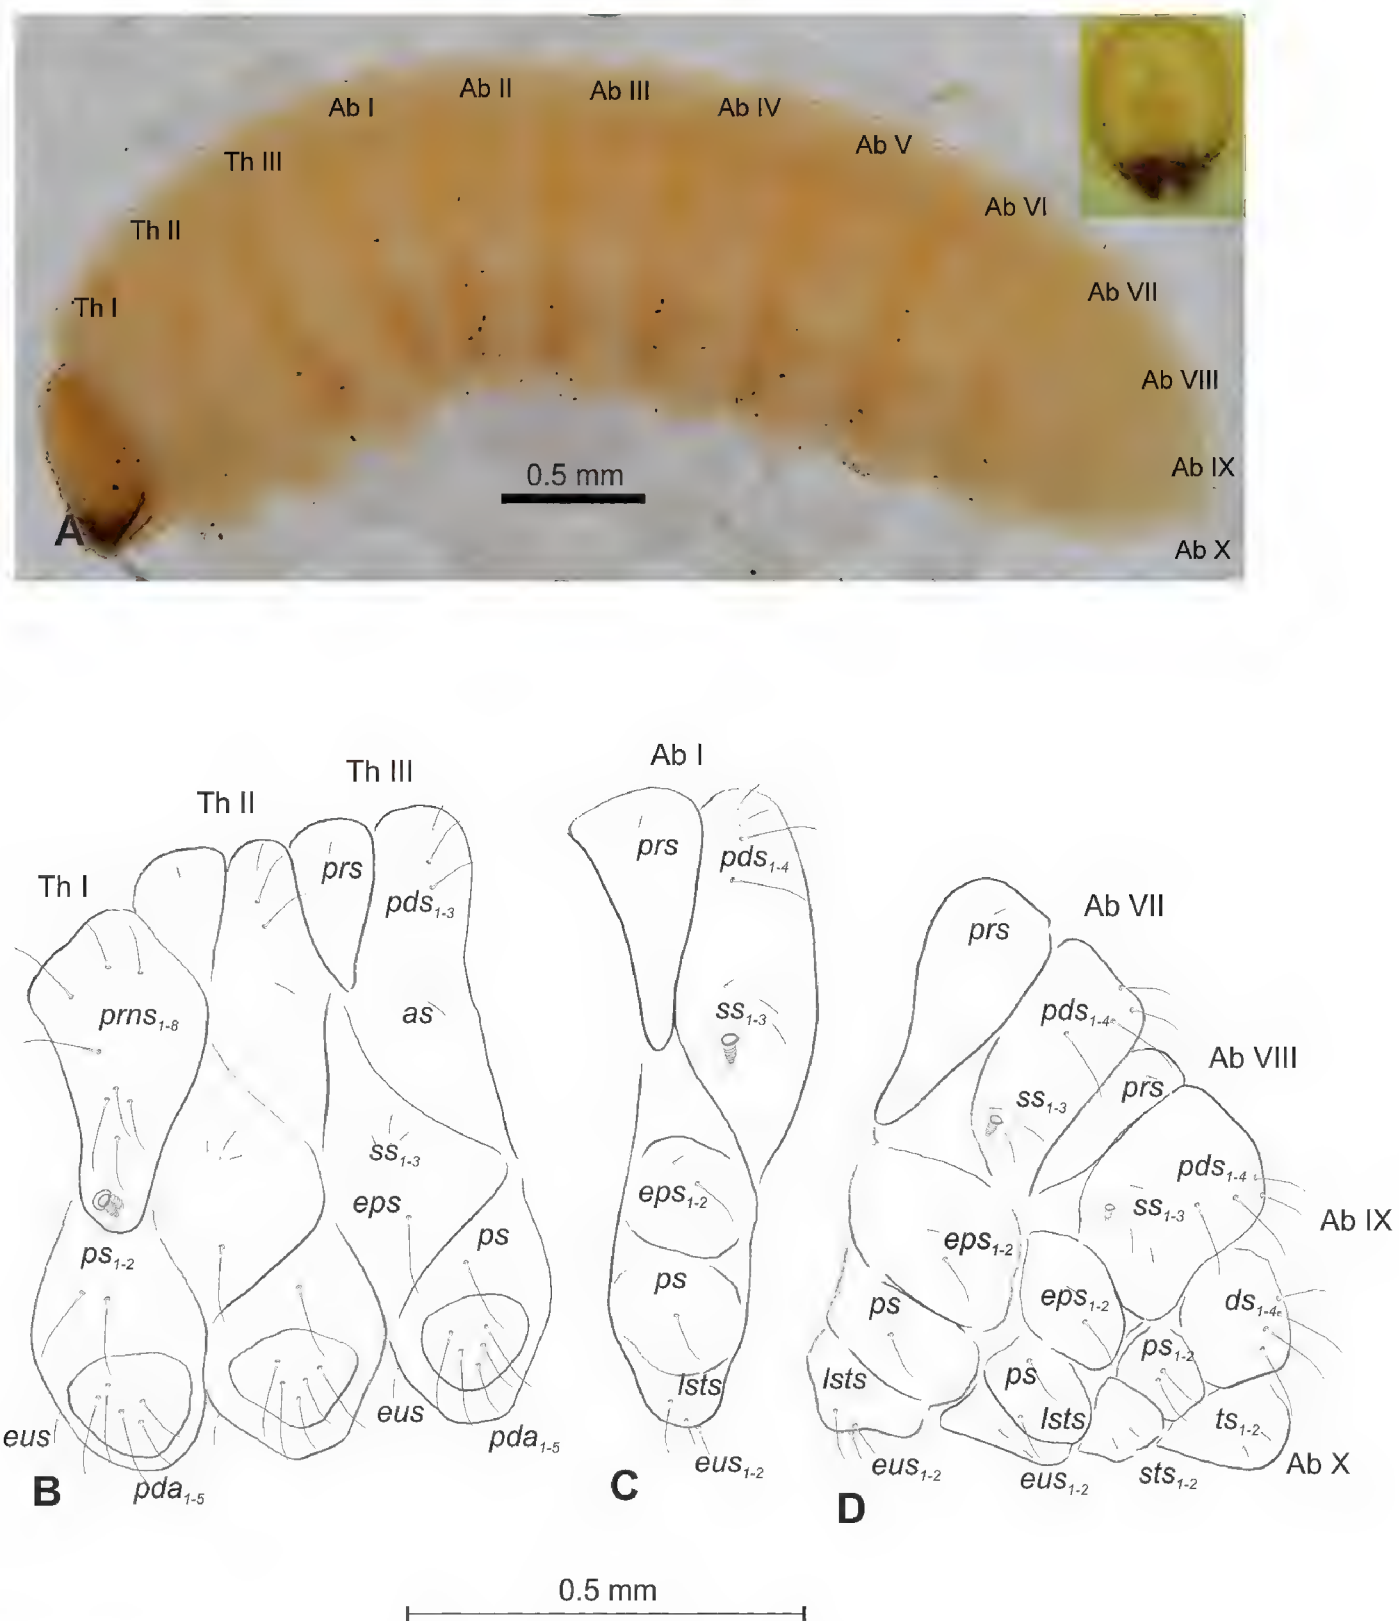 Ab I
Ab II
Ab III
Ab IV
Ab V
Ab VI
Ab VII
Ab VIII
Ab IX
Ab X
Th III
Th II
Th I
0.5 mm
A
Th I
Th II
Th III
prs
pds1-3
prns1-8
as
ss1-3
eps
ps
ps1-2
eus
pda1-5
eus
pda1-5
B
Ab I
prs
pds1-4
ss1-3
eps1-2
ps
lsts
eus1-2
C
Ab VII
prs
pds1-4
Ab VIII
prs
ss1-3
pds1-4
ss1-3
Ab IX
eps1-2
eps1-2
ds1-4
ps
ps1-2
ps
lsts
lsts
ts1-2
Ab X
eus1-2
eus1-2
sts1-2
D
0.5 mm